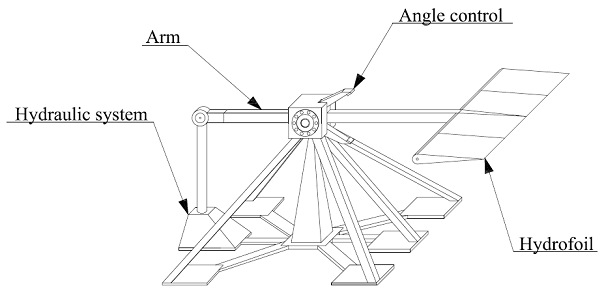 Angle control
Arm
Hydraulic system
Hydrofoil